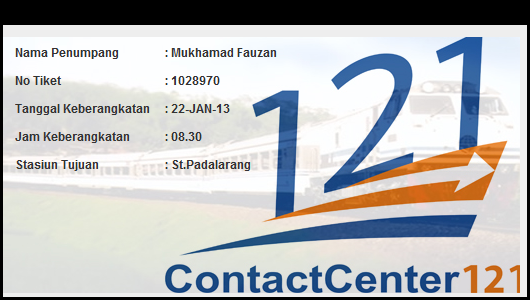 Nama Penumpang : Mukhamad Fauzan
No Tiket : 1028970
Tanggal Keberangkatan : 22-JAN-13
Jam Keberangkatan : 08.30
Stasiun Tujuan : St.Padalarang
121
ContactCenter121